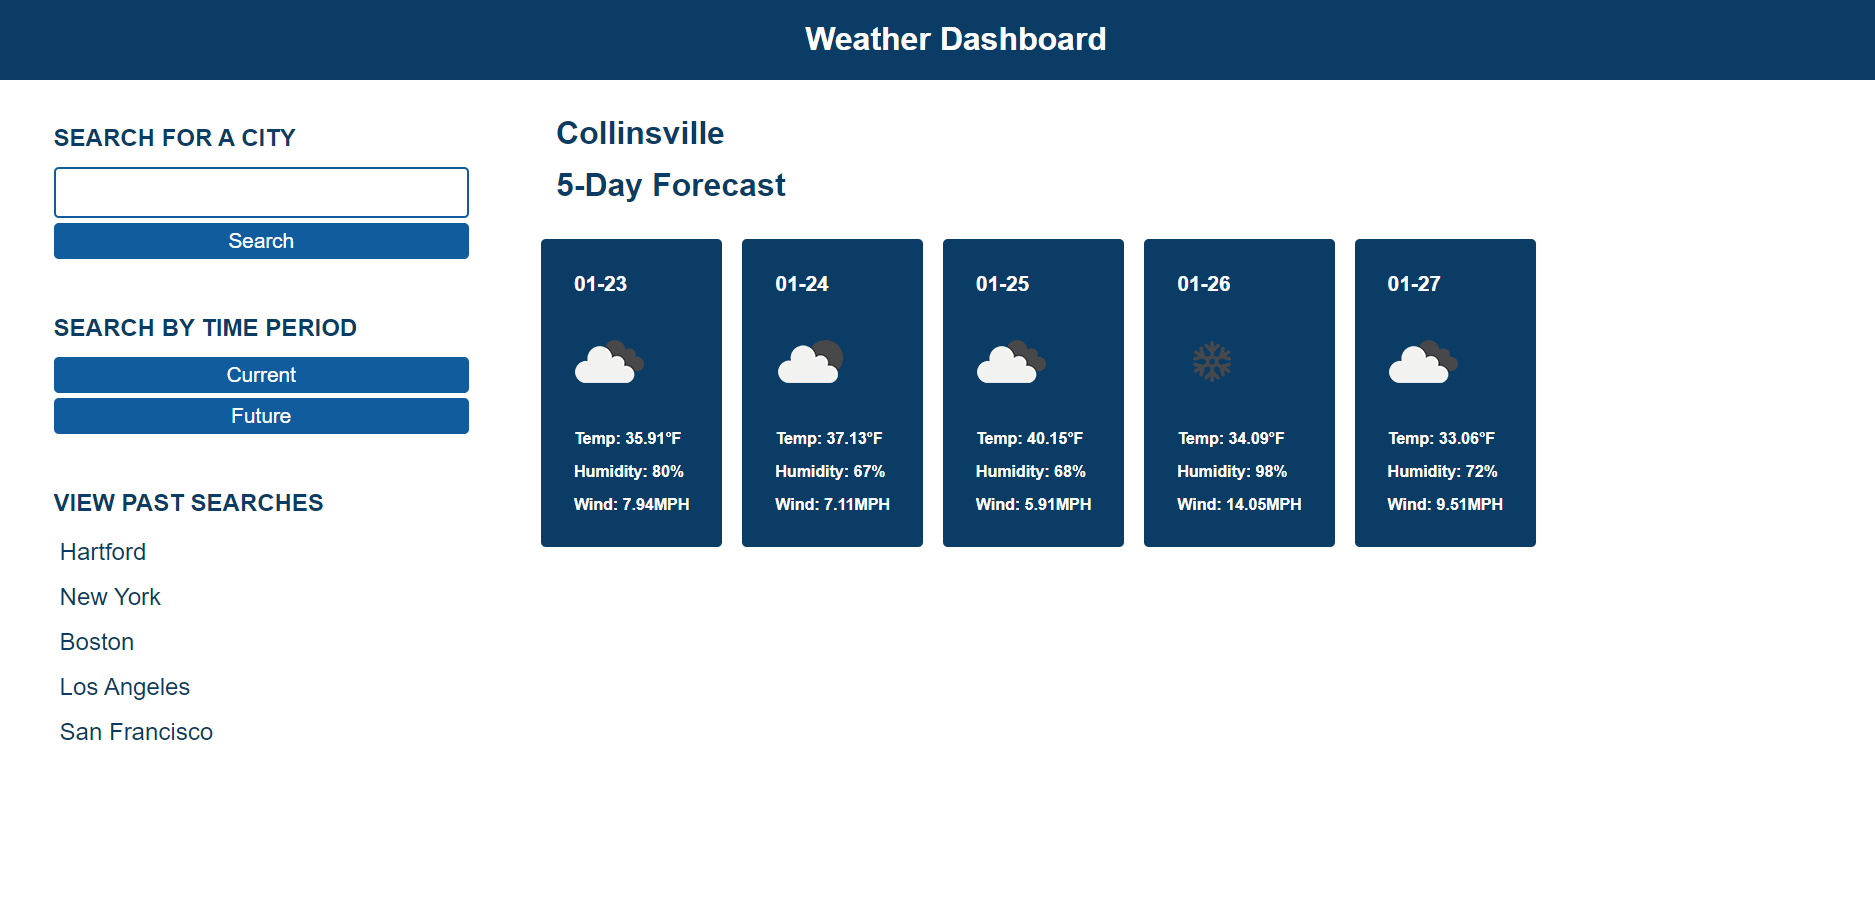 Weather Dashboard
SEARCH FOR A CITY
Search
SEARCH BY TIME PERIOD
Current
Future
VIEW PAST SEARCHES
Hartford
New York
Boston
Los Angeles
San Francisco
Collinsville
5-Day Forecast
01-23
Temp: 35.91°F
Humidity: 80%
Wind: 7.94MPH
01-24
Temp: 37.13°F
Humidity: 67%
Wind: 7.11MPH
01-25
Temp: 40.15°F
Humidity: 68%
Wind: 5.91MPH
01-26
Temp: 34.09°F
Humidity: 98%
Wind: 14.05MPH
01-27
Temp: 33.06°F
Humidity: 72%
Wind: 9.51MPH